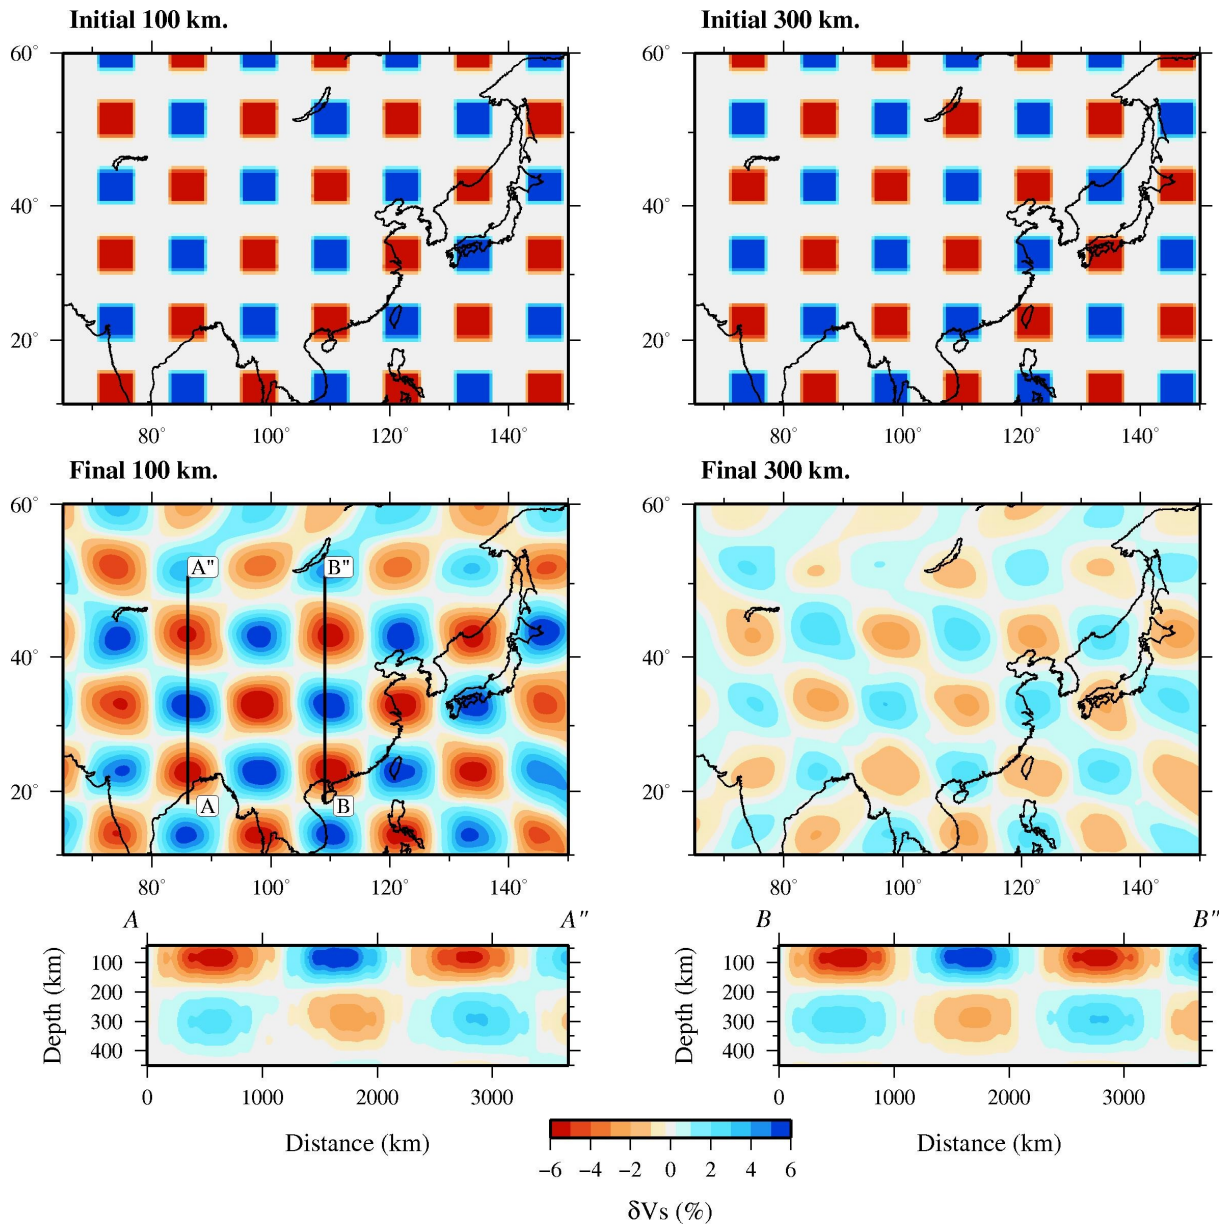 Initial 100 km. Initial 300 km.
60° 60°
40° 40°
20° 20°
80 100 120 140 80 100 120 140
Final 100 km. Final 300 km.
60° 60°
A" B"
40° 40°
20° 20°
A B
80 100 120 140 80 100 120 140
A A" B B"
Depth (km) 100 200 300 400 Depth (km) 100 200 300 400
0 1000 2000 3000 0 1000 2000 3000
Distance (km) Distance (km)
−6 −4 −2 0 2 4 6
δVs (%)